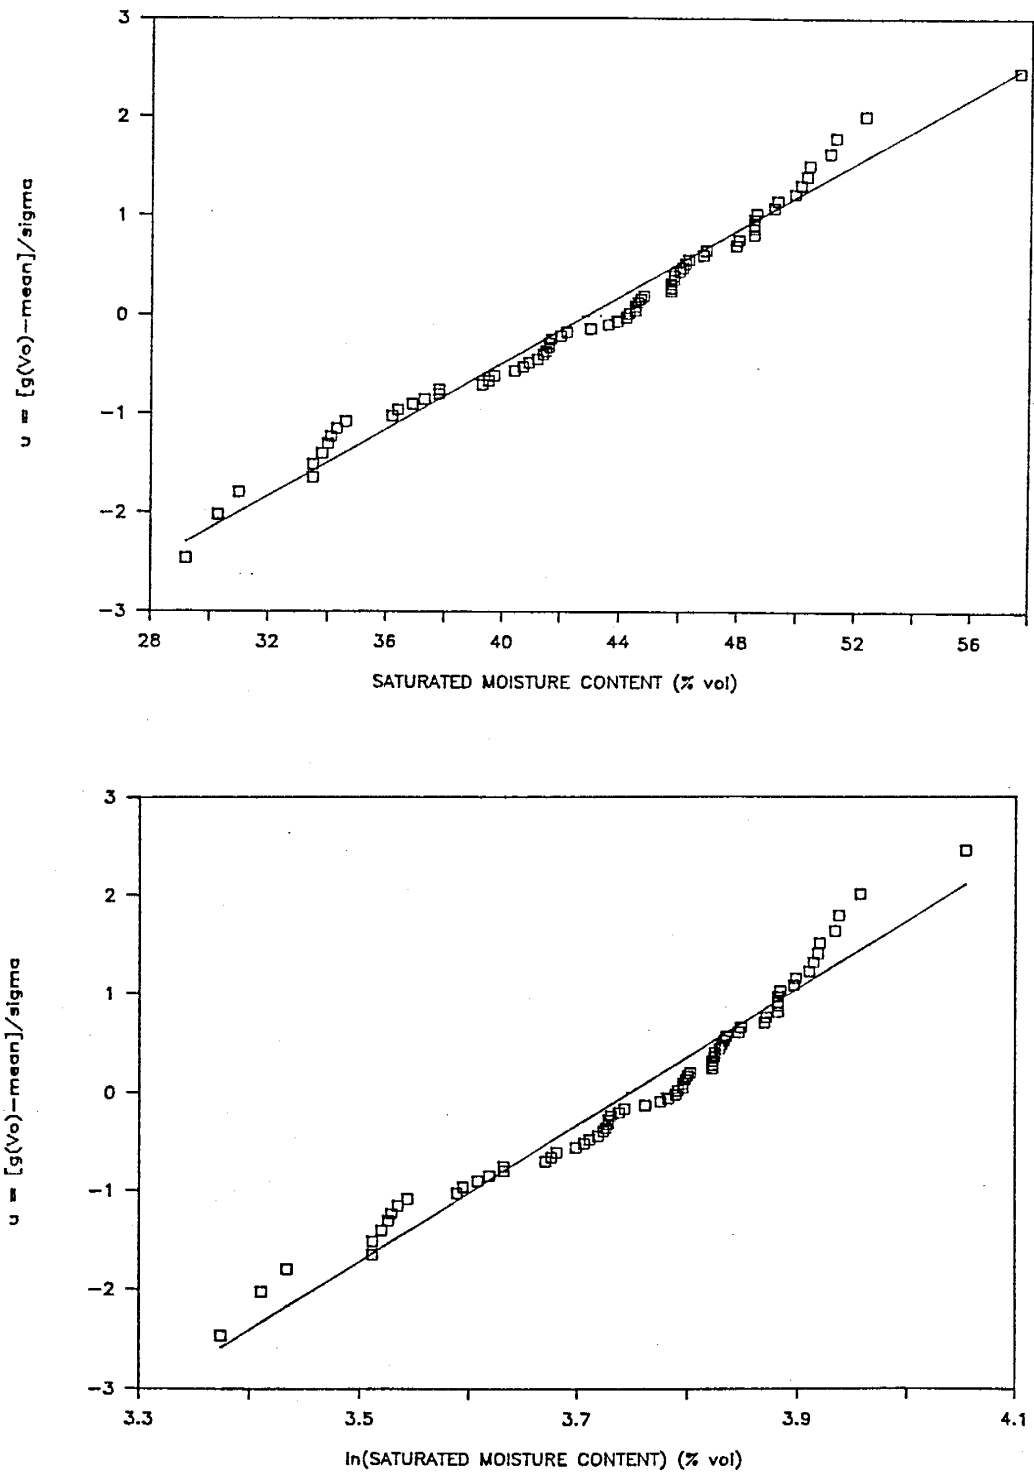 3
2
1
0
−1
−2
−3
u = [g(Vo)−mean]/sigma
28 32 36 40 44 48 52 56
SATURATED MOISTURE CONTENT (% vol)
3
2
1
0
−1
−2
−3
u = [g(Vo)−mean]/sigma
3.3 3.5 3.7 3.9 4.1
ln(SATURATED MOISTURE CONTENT) (% vol)